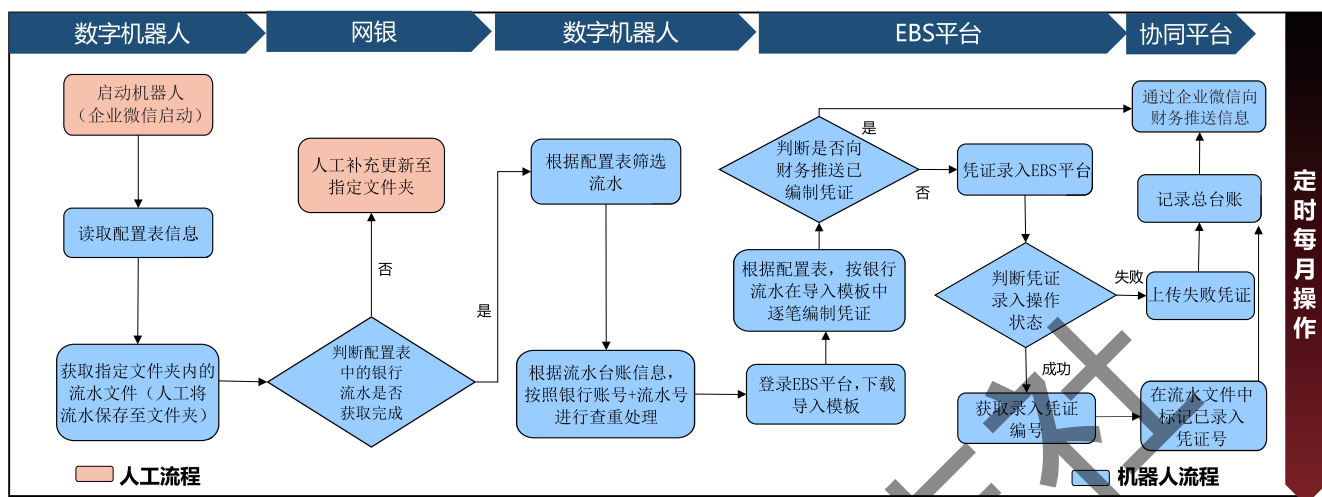 数字机器人
网银
数字机器人
EBS平台
协同平台
启动机器人
（企业微信启动）
读取配置表信息
获取指定文件夹内的
流水文件（人工将
流水保存至文件夹）
人工补充更新至
指定文件夹
否
判断配置表
中的银行
流水是否
获取完成
是
根据配置表筛选
流水
根据流水台账信息，
按照银行账号+流水号
进行查重处理
判断是否向
财务推送已
编制凭证
是
否
根据配置表，按银行
流水在导入模板中
逐笔编制凭证
登录EBS平台，下载
导入模板
凭证录入EBS平台
判断凭证
录入操作
状态
失败
成功
获取录入凭证
编号
通过企业微信向
财务推送信息
记录总台账
上传失败凭证
在流水文件中
标记已录入
凭证号
定时每月操作
人工流程
机器人流程